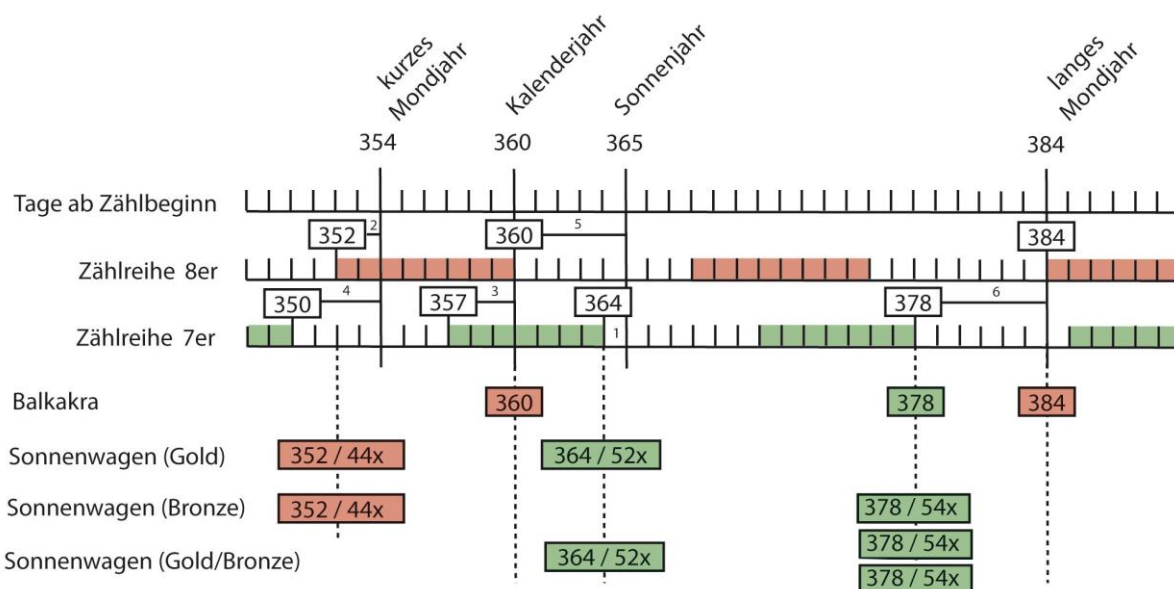 kurzes
Mondjahr
Kalenderjahr
Sonnenjahr
langes
Mondjahr
354 360 365 384
Tage ab Zählbeginn
352 2 360 5 384
Zählreihe 8er
350 4 357 3 364 378 6
Zählreihe 7er 1
Balkakra 360 378 384
Sonnenwagen (Gold) 352 / 44x 364 / 52x
Sonnenwagen (Bronze) 352 / 44x 378 / 54x
378 / 54x
Sonnenwagen (Gold/Bronze) 364 / 52x
378 / 54x